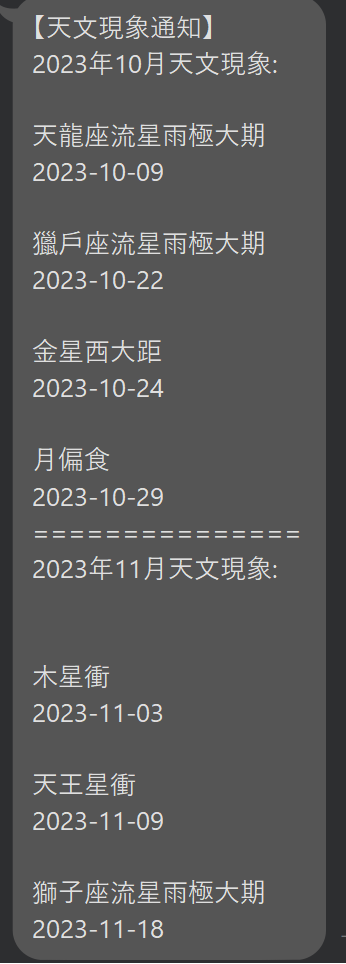 【天文現象通知】
2023年10月天文現象:
天龍座流星雨極大期
2023-10-09
獵戶座流星雨極大期
2023-10-22
金星西大距
2023-10-24
月偏食
2023-10-29
===============
2023年11月天文現象:
木星衝
2023-11-03
天王星衝
2023-11-09
獅子座流星雨極大期
2023-11-18